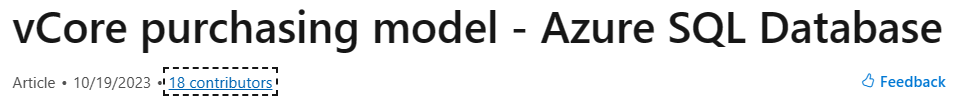 vCore purchasing model - Azure SQL Database
Article • 10/19/2023 • 18 contributors
Feedback